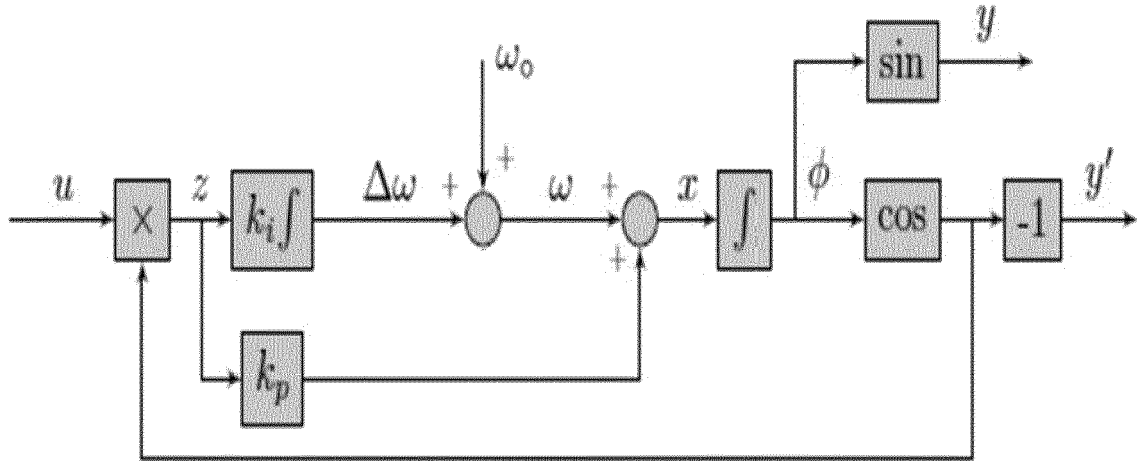 y
sin
ω₀
+
u
×
z
kᵢ∫
Δω
+
ω
+
x
∫
ϕ
cos
-1
y′
+
kₚ